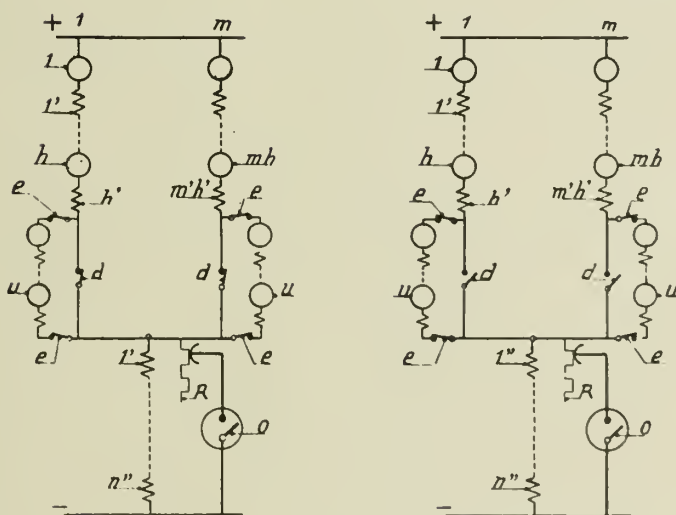 + 1 m
1
1'
h mh
e h' m'h' e
u d d u
e 1' e
R
O
n"
−
+ 1 m
1
1'
h mh
e h' m'h' e
u d d u
e 1" e
R
O
n"
−